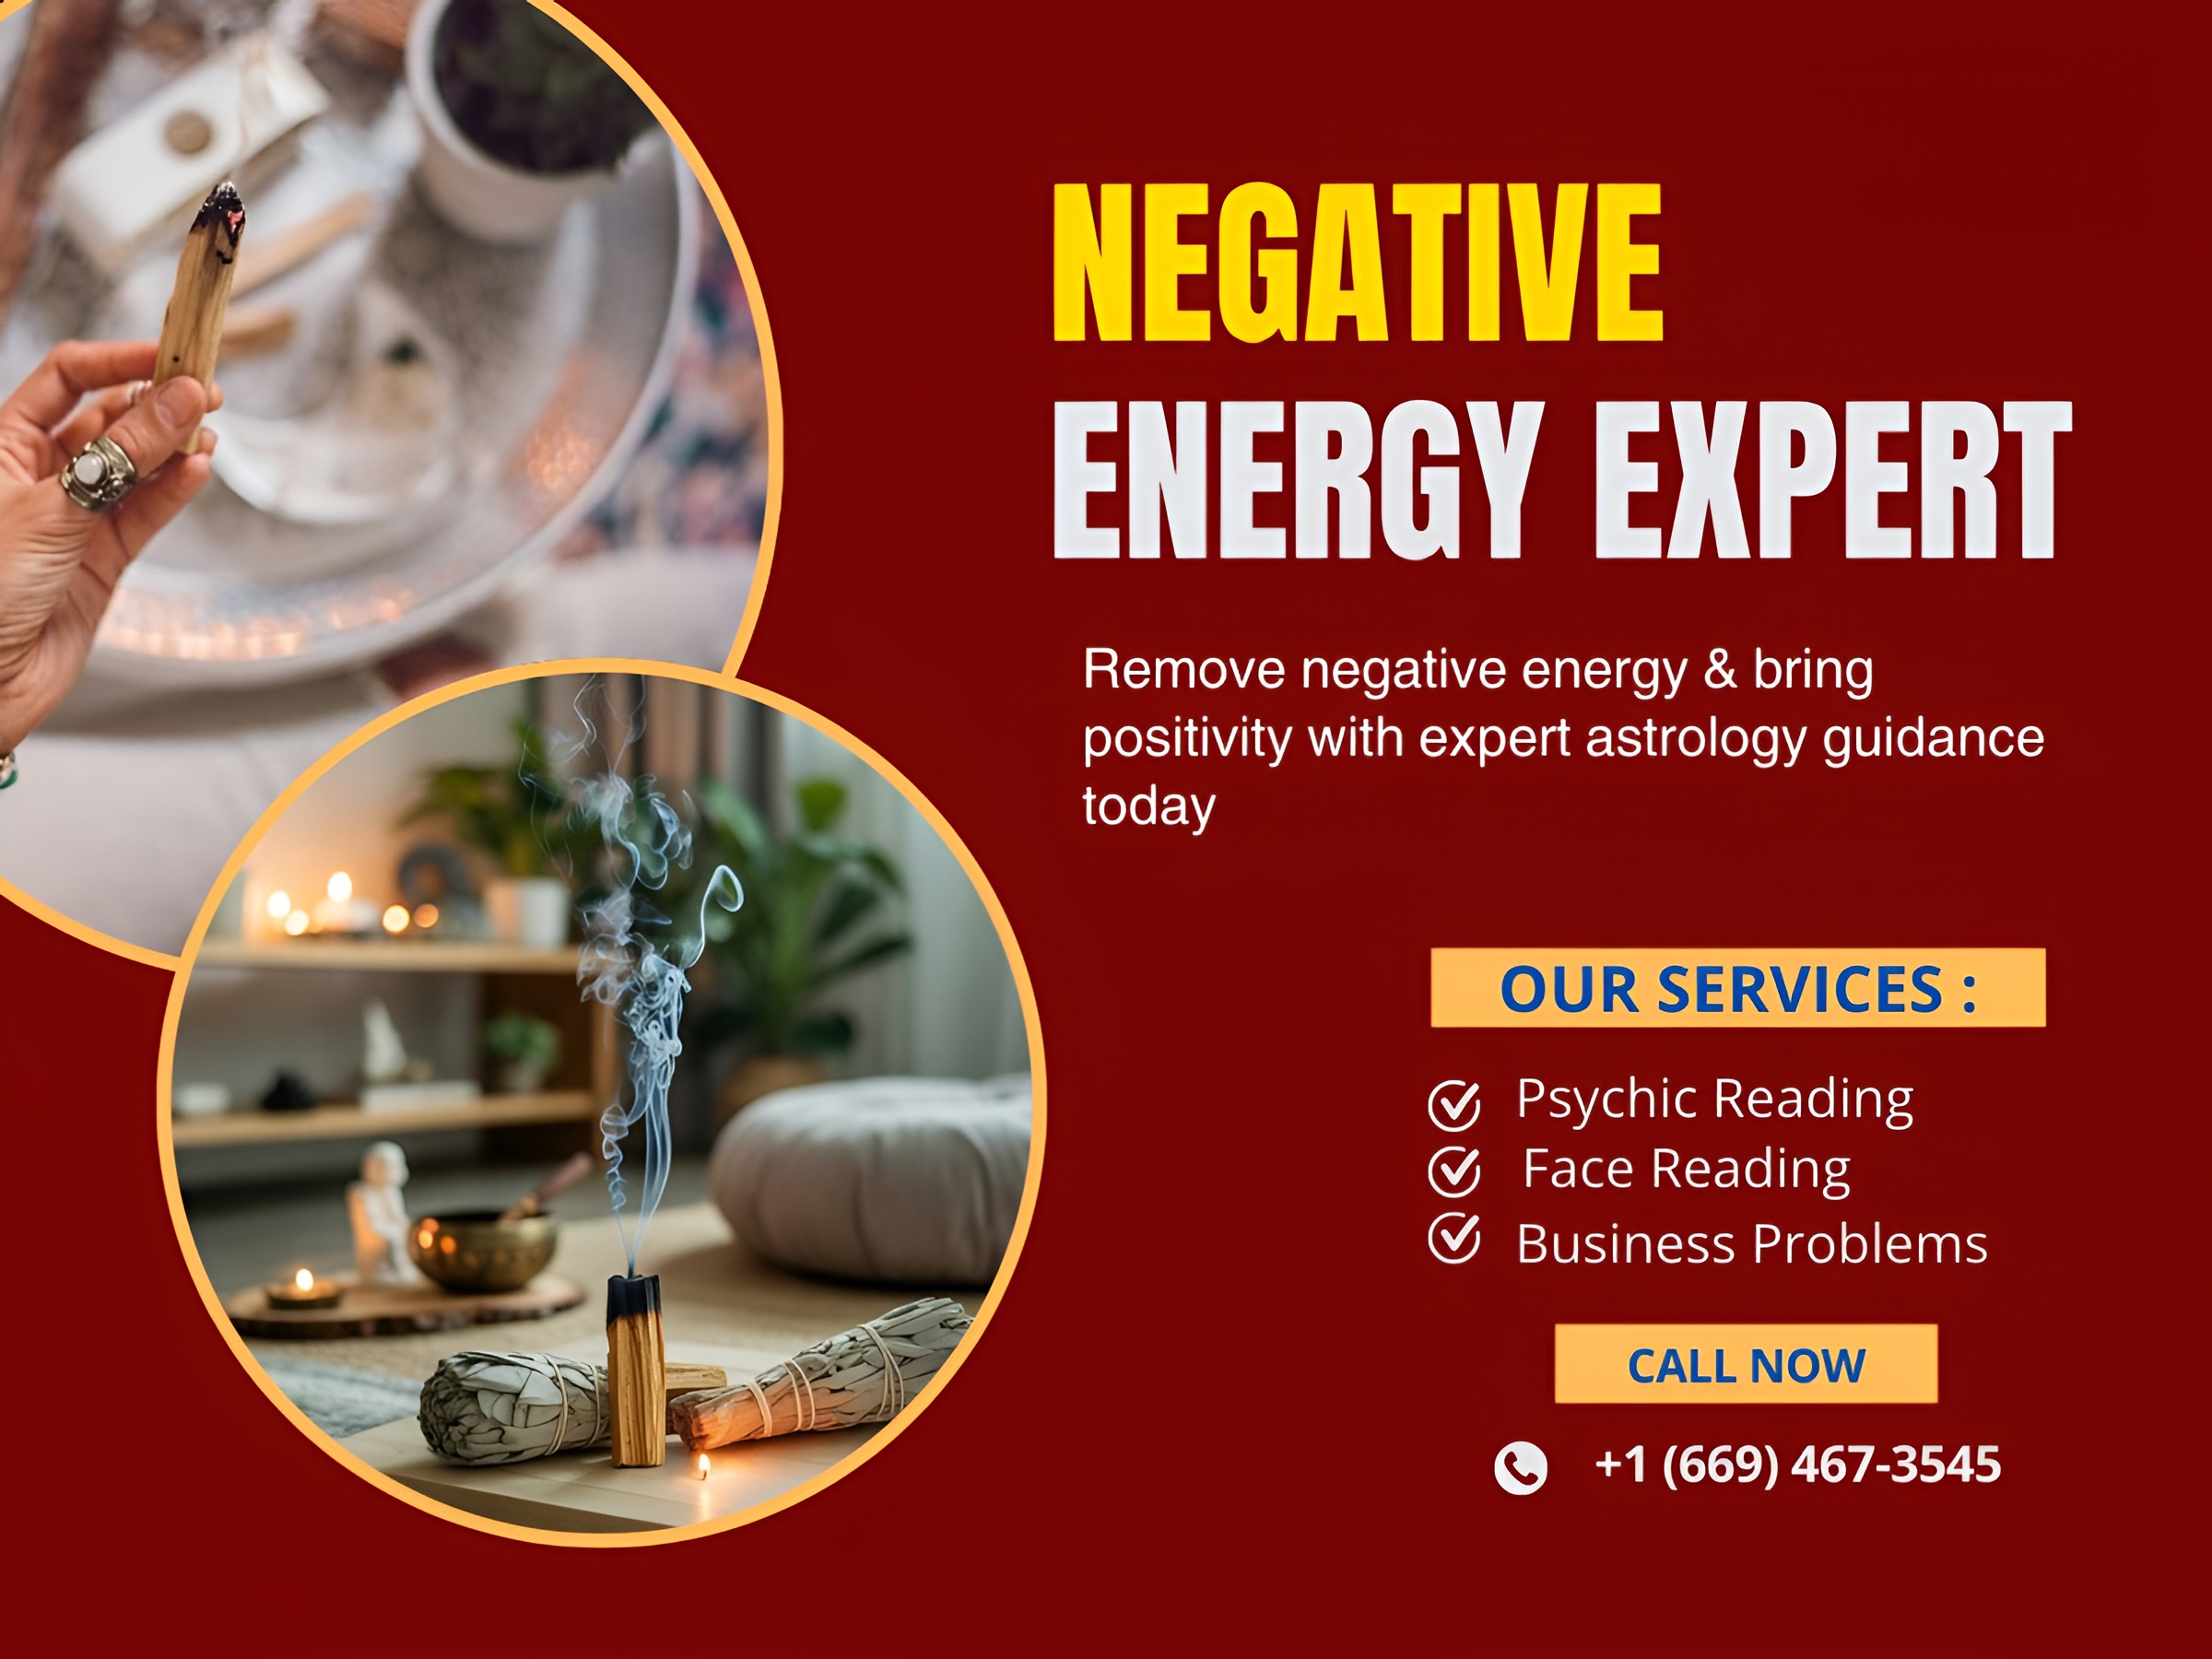 NEGATIVE
ENERGY EXPERT
Remove negative energy & bring
positivity with expert astrology guidance
today
OUR SERVICES :
Psychic Reading
Face Reading
Business Problems
CALL NOW
+1 (669) 467-3545